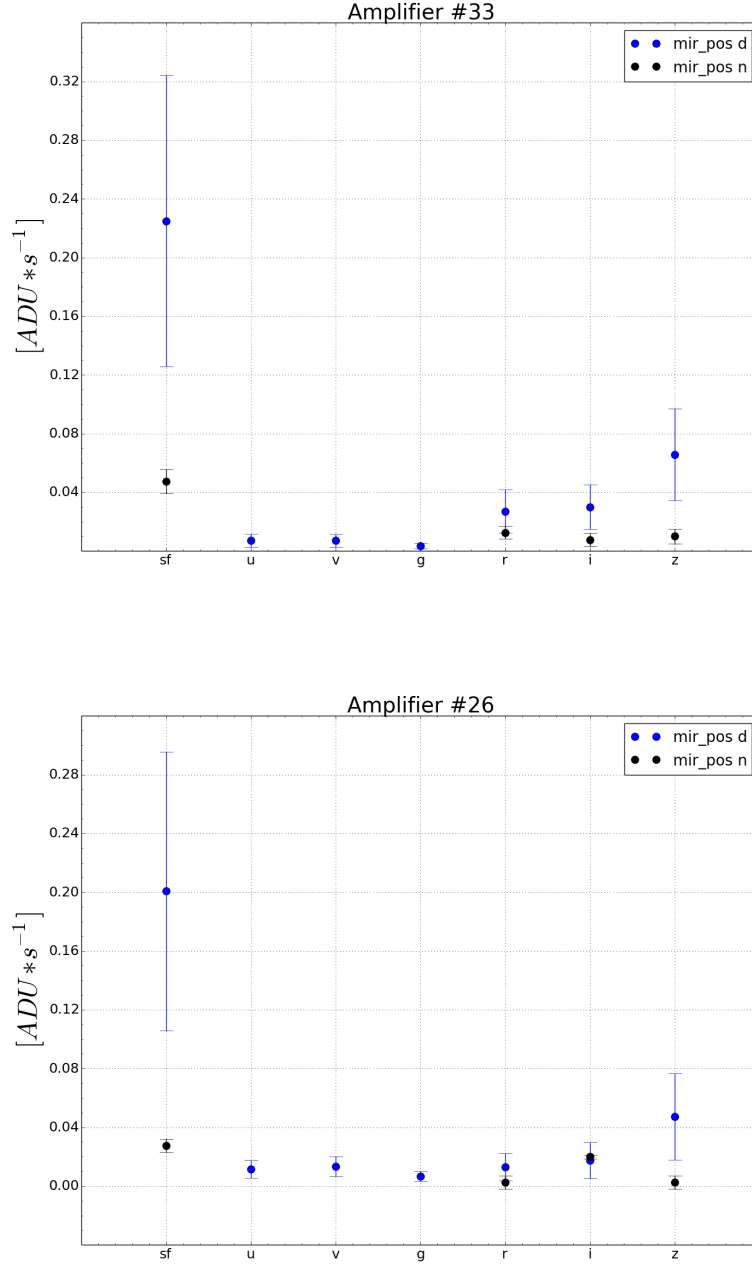 Amplifier #33
mir_pos d
mir_pos n
[ADU*s⁻¹]
0.32
0.28
0.24
0.20
0.16
0.12
0.08
0.04
sf u v g r i z
Amplifier #26
mir_pos d
mir_pos n
[ADU*s⁻¹]
0.28
0.24
0.20
0.16
0.12
0.08
0.04
0.00
sf u v g r i z